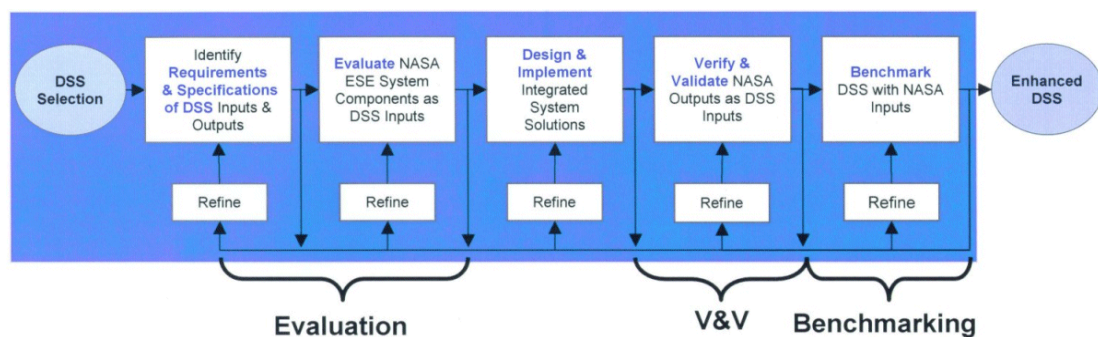 DSS
Selection
Identify
Requirements
& Specifications
of DSS Inputs &
Outputs
Evaluate NASA
ESE System
Components as
DSS Inputs
Design &
Implement
Integrated
System
Solutions
Verify &
Validate NASA
Outputs as DSS
Inputs
Benchmark
DSS with NASA
Inputs
Enhanced
DSS
Refine
Refine
Refine
Refine
Refine
Evaluation
V&V
Benchmarking